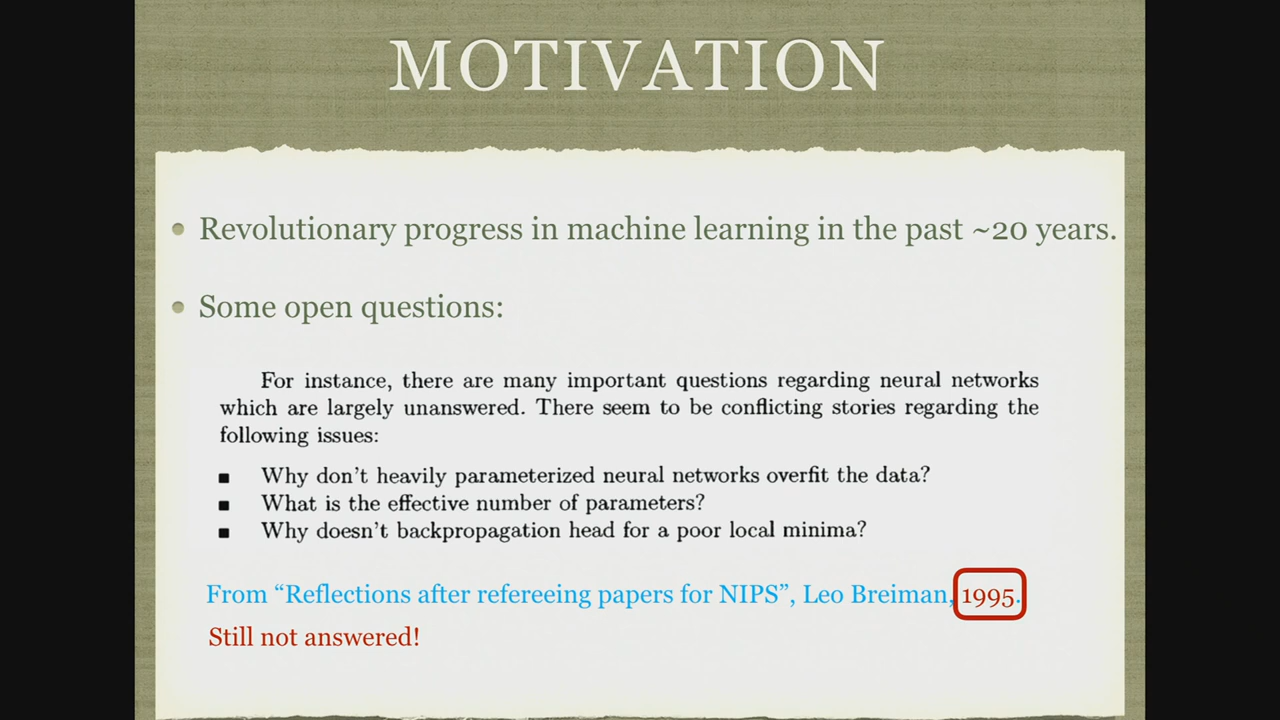 MOTIVATION
Revolutionary progress in machine learning in the past ~20 years.
Some open questions:
For instance, there are many important questions regarding neural networks
which are largely unanswered. There seem to be conflicting stories regarding the
following issues:
Why don't heavily parameterized neural networks overfit the data?
What is the effective number of parameters?
Why doesn't backpropagation head for a poor local minima?
From “Reflections after refereeing papers for NIPS”, Leo Breiman, 1995.
Still not answered!